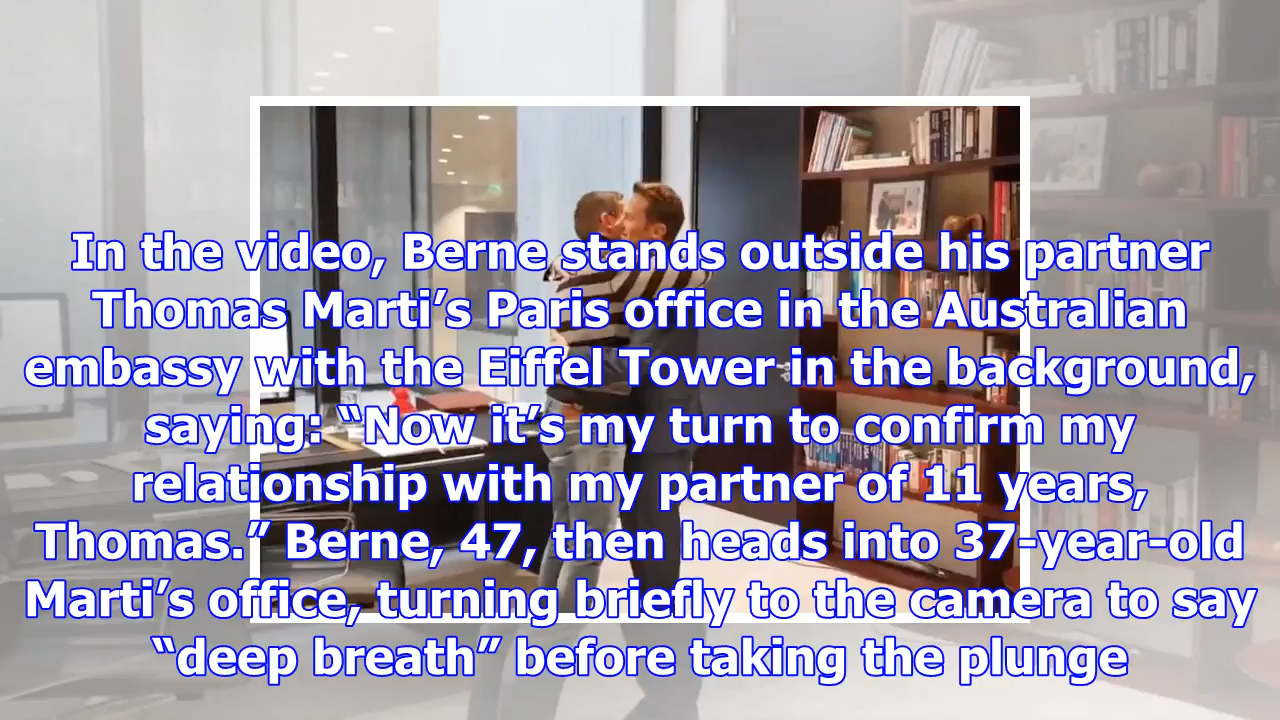 In the video, Berne stands outside his partner
Thomas Marti’s Paris office in the Australian
embassy with the Eiffel Tower in the background,
saying: “Now it’s my turn to confirm my
relationship with my partner of 11 years,
Thomas.” Berne, 47, then heads into 37-year-old
Marti’s office, turning briefly to the camera to say
“deep breath” before taking the plunge